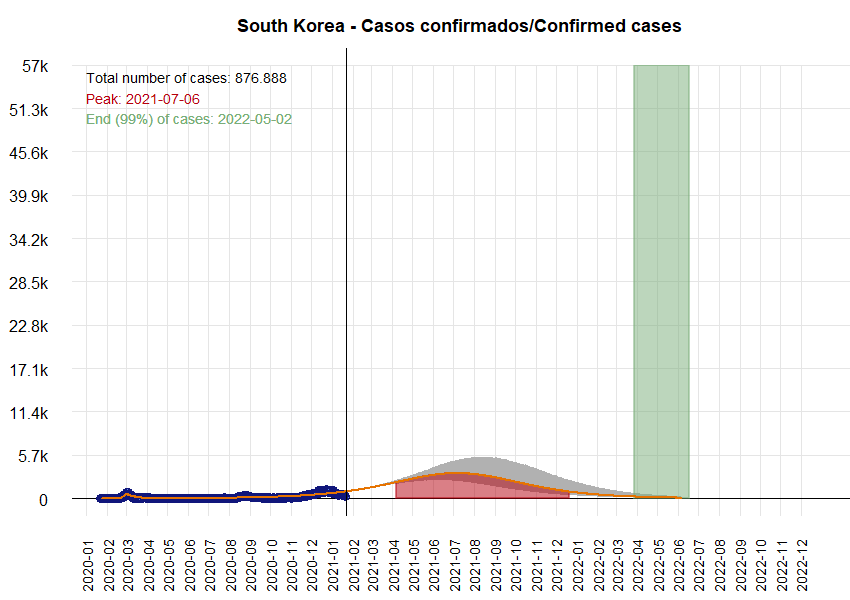 South Korea - Casos confirmados/Confirmed cases
57k
Total number of cases: 876.888
Peak: 2021-07-06
End (99%) of cases: 2022-05-02
51.3k
45.6k
39.9k
34.2k
28.5k
22.8k
17.1k
11.4k
5.7k
0
2020-01
2020-02
2020-03
2020-04
2020-05
2020-06
2020-07
2020-08
2020-09
2020-10
2020-11
2020-12
2021-01
2021-02
2021-03
2021-04
2021-05
2021-06
2021-07
2021-08
2021-09
2021-10
2021-11
2021-12
2022-01
2022-02
2022-03
2022-04
2022-05
2022-06
2022-07
2022-08
2022-09
2022-10
2022-11
2022-12